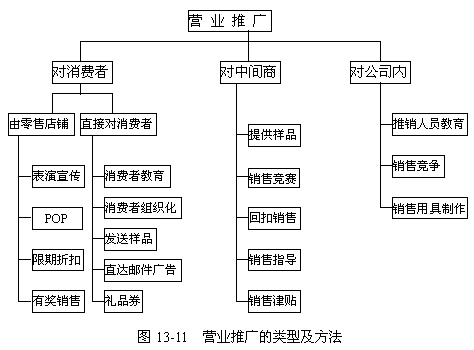 营业推广
对消费者
对中间商
对公司内
由零售店铺
直接对消费者
表演宣传
POP
限期折扣
有奖销售
消费者教育
消费者组织化
发送样品
直达邮件广告
礼品券
提供样品
销售竞赛
回扣销售
销售指导
销售津贴
推销人员教育
销售竞争
销售用具制作
图 13-11 营业推广的类型及方法